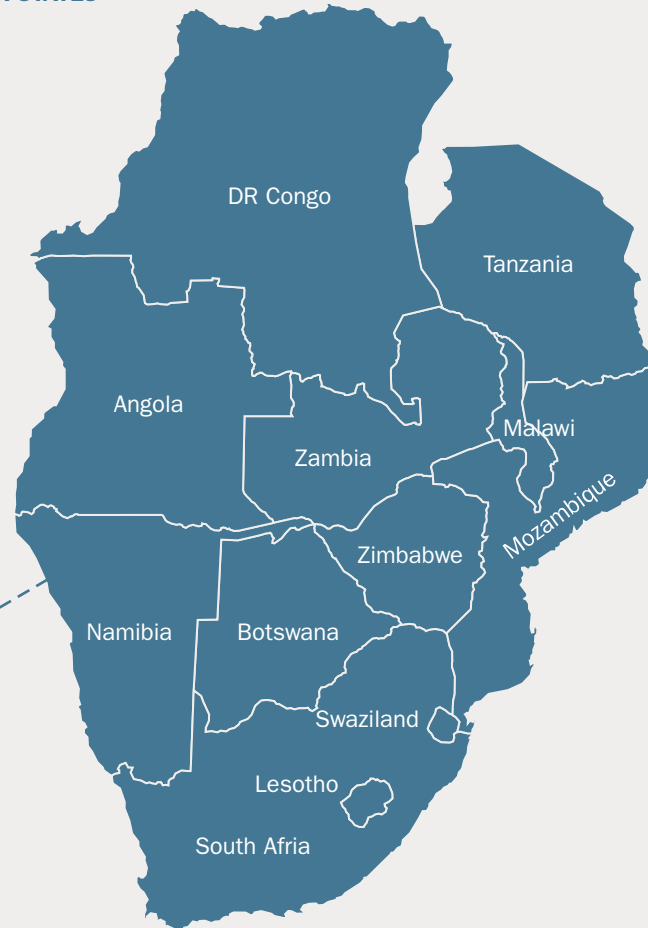 DR Congo
Tanzania
Angola
Malawi
Zambia
Mozambique
Zimbabwe
Namibia
Botswana
Swaziland
Lesotho
South Afria